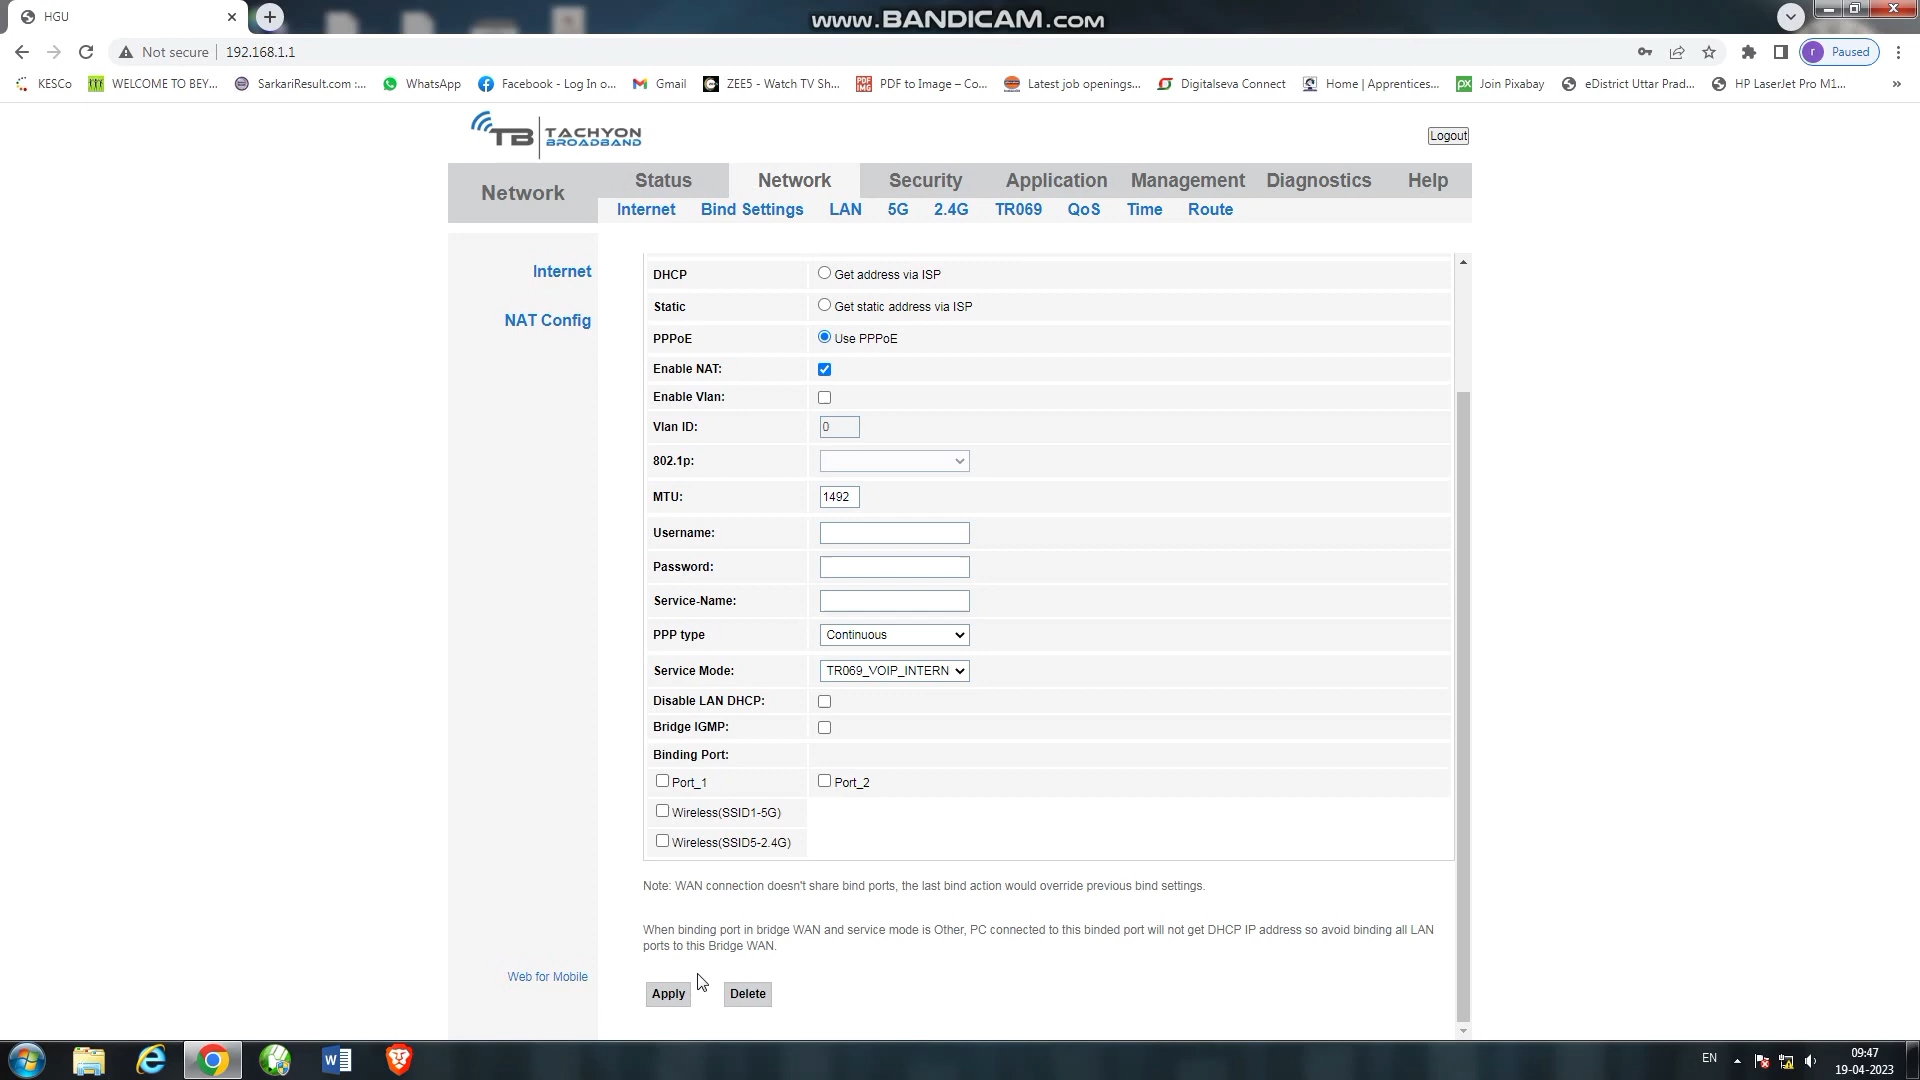 HGU
www.BANDICAM.com
Not secure
192.168.1.1
r Paused
KESCo
WELCOME TO BEY...
SarkariResult.com :...
WhatsApp
Facebook - Log In o...
Gmail
ZEE5 - Watch TV Sh...
PDF to Image – Co...
Latest job openings...
Digitalseva Connect
Home | Apprentices...
Join Pixabay
eDistrict Uttar Prad...
HP LaserJet Pro M1...
TB TACHYON
BROADBAND
Logout
Network
Status Network Security Application Management Diagnostics Help
Internet Bind Settings LAN 5G 2.4G TR069 QoS Time Route
Internet
NAT Config
DHCP Get address via ISP
Static Get static address via ISP
PPPoE Use PPPoE
Enable NAT:
Enable Vlan:
Vlan ID: 0
802.1p:
MTU: 1492
Username:
Password:
Service-Name:
PPP type Continuous
Service Mode: TR069_VOIP_INTERN
Disable LAN DHCP:
Bridge IGMP:
Binding Port:
Port_1 Port_2
Wireless(SSID1-5G)
Wireless(SSID5-2.4G)
Note: WAN connection doesn't share bind ports, the last bind action would override previous bind settings.
When binding port in bridge WAN and service mode is Other, PC connected to this binded port will not get DHCP IP address so avoid binding all LAN
ports to this Bridge WAN.
Web for Mobile
Apply Delete
EN
09:47
19-04-2023